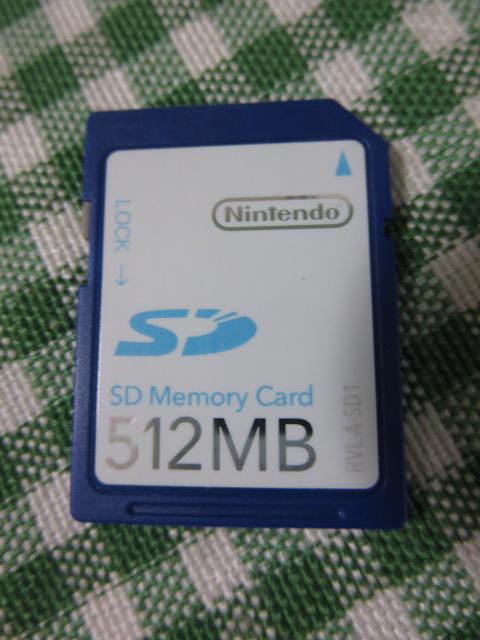 Nintendo
LOCK →
SD
SD Memory Card
512MB
RVL-A-SD1